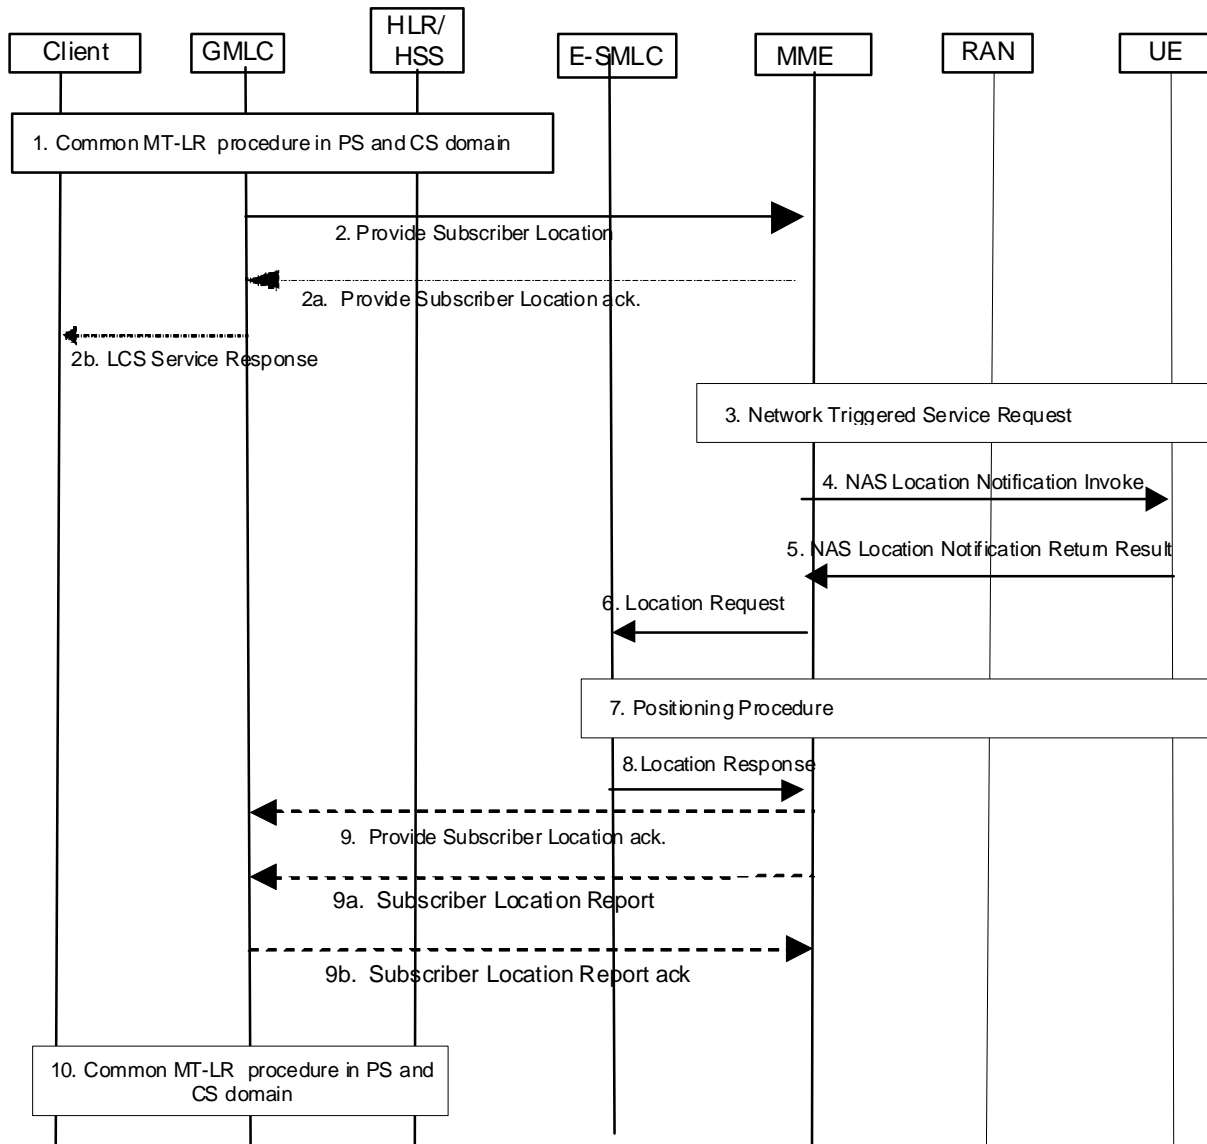 Client
GMLC
HLR/
HSS
E-SMLC
MME
RAN
UE
1. Common MT-LR procedure in PS and CS domain
2. Provide Subscriber Location
2a. Provide Subscriber Location ack.
2b. LCS Service Response
3. Network Triggered Service Request
4. NAS Location Notification Invoke
5. NAS Location Notification Return Result
6. Location Request
7. Positioning Procedure
8.Location Response
9. Provide Subscriber Location ack.
9a. Subscriber Location Report
9b. Subscriber Location Report ack
10. Common MT-LR procedure in PS and
CS domain